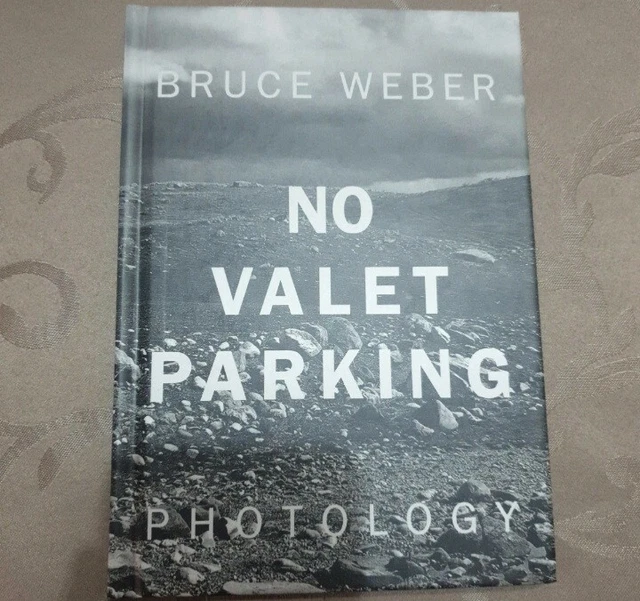 BRUCE WEBER
NO
VALET
PARKING
PHOTOLOGY